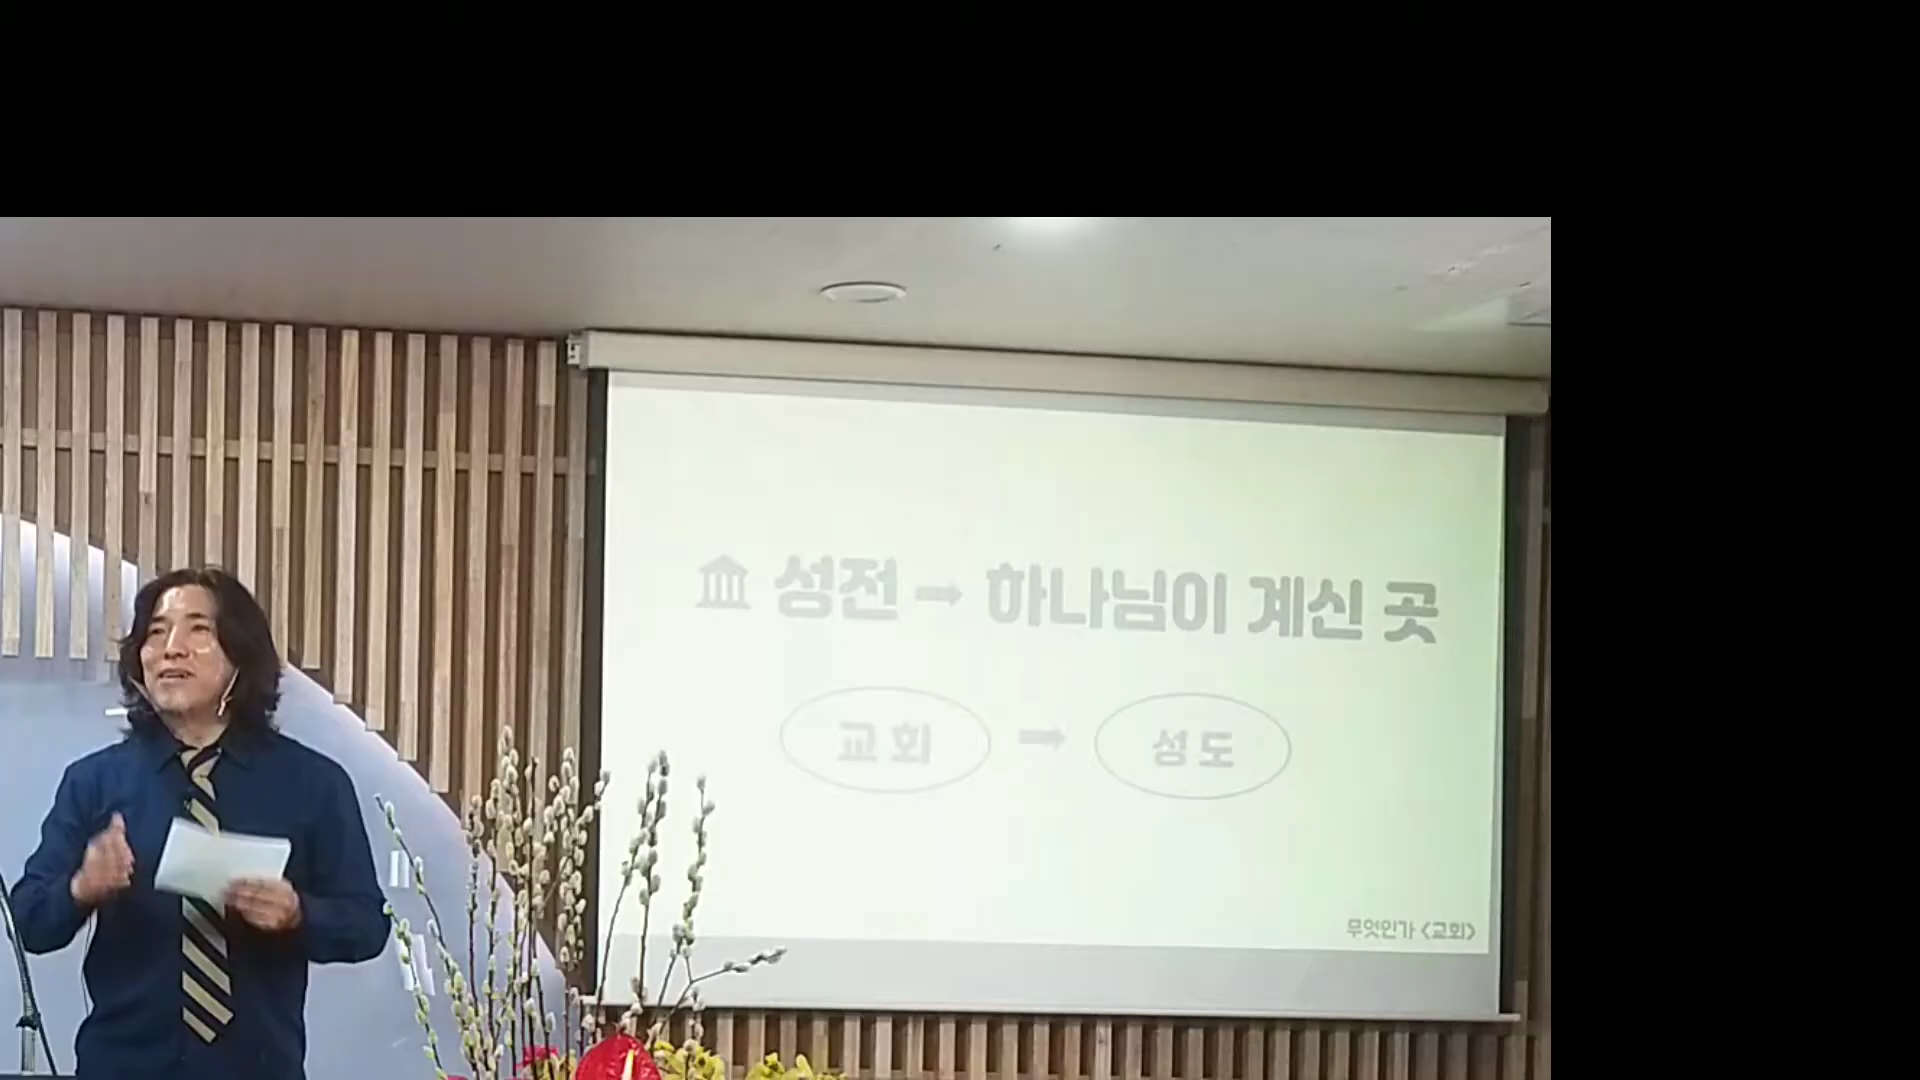 성전 → 하나님이 계신 곳
교회 → 성도
무엇인가 <교회>